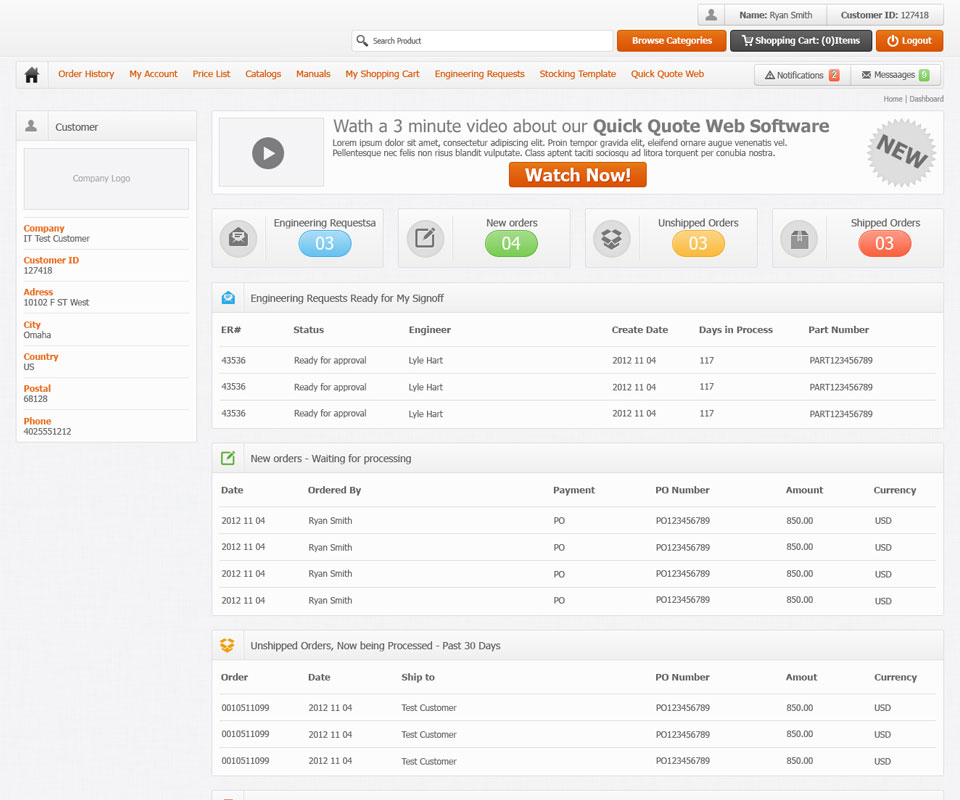 Name: Ryan Smith Customer ID: 127418
Search Product Browse Categories Shopping Cart: (0)Items Logout
Order History My Account Price List Catalogs Manuals My Shopping Cart Engineering Requests Stocking Template Quick Quote Web Notifications 2 Messaages 9
Home | Dashboard
Customer
Company Logo
Company
IT Test Customer
Customer ID
127418
Adress
10102 F ST West
City
Omaha
Country
US
Postal
68128
Phone
4025551212
Wath a 3 minute video about our Quick Quote Web Software
Lorem ipsum dolor sit amet, consectetur adipiscing elit. Proin tempor gravida elit, eleifend ornare augue venenatis vel.
Pellentesque nec felis non risus blandit vulputate. Class aptent taciti sociosqu ad litora torquent per conubia nostra.
Watch Now!
NEW
Engineering Requestsa
03
New orders
04
Unshipped Orders
03
Shipped Orders
03
Engineering Requests Ready for My Signoff
ER# Status Engineer Create Date Days in Process Part Number
43536 Ready for approval Lyle Hart 2012 11 04 117 PART123456789
43536 Ready for approval Lyle Hart 2012 11 04 117 PART123456789
43536 Ready for approval Lyle Hart 2012 11 04 117 PART123456789
New orders - Waiting for processing
Date Ordered By Payment PO Number Amount Currency
2012 11 04 Ryan Smith PO PO123456789 850.00 USD
2012 11 04 Ryan Smith PO PO123456789 850.00 USD
2012 11 04 Ryan Smith PO PO123456789 850.00 USD
2012 11 04 Ryan Smith PO PO123456789 850.00 USD
Unshipped Orders, Now being Processed - Past 30 Days
Order Date Ship to PO Number Amout Currency
0010511099 2012 11 04 Test Customer PO123456789 850.00 USD
0010511099 2012 11 04 Test Customer PO123456789 850.00 USD
0010511099 2012 11 04 Test Customer PO123456789 850.00 USD